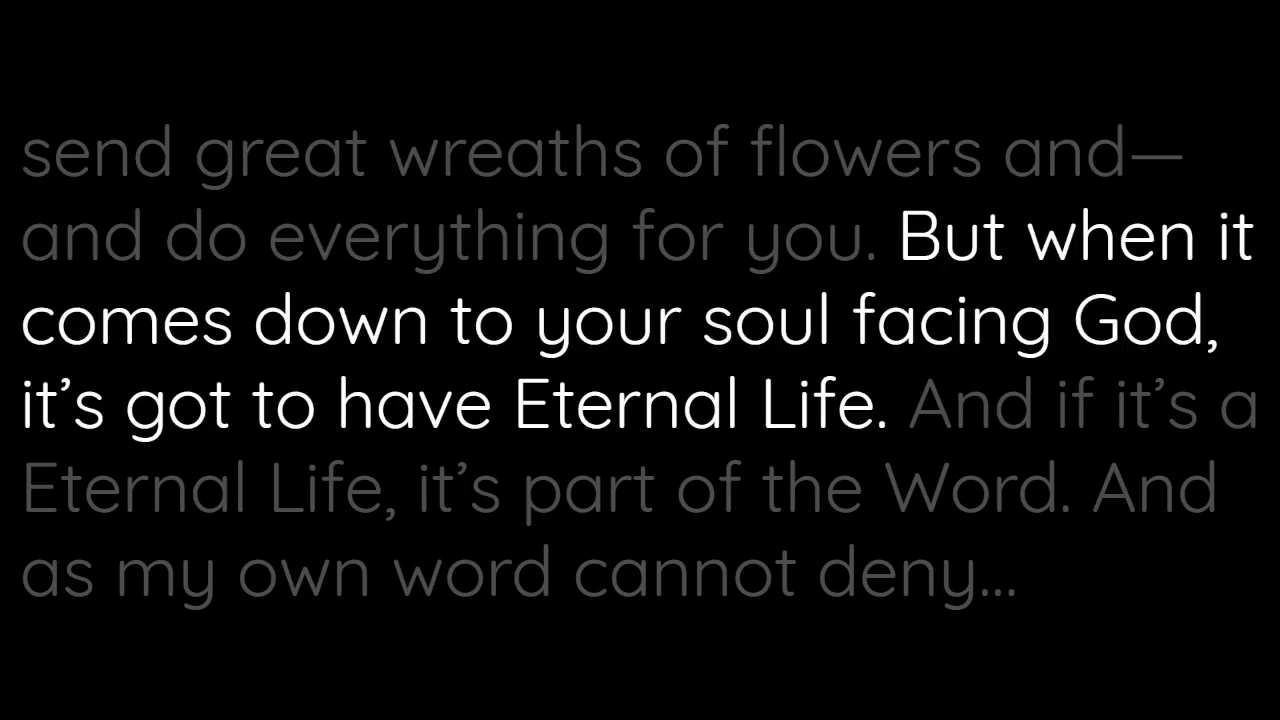 send great wreaths of flowers and—
and do everything for you. But when it
comes down to your soul facing God,
it’s got to have Eternal Life. And if it’s a
Eternal Life, it’s part of the Word. And
as my own word cannot deny...